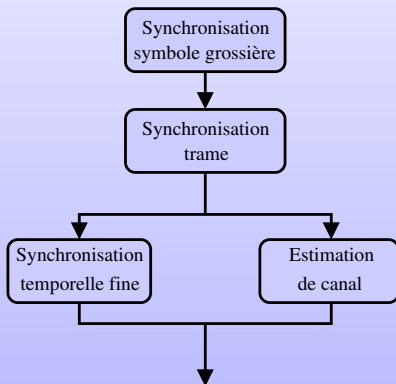 Synchronisation
symbole grossière
Synchronisation
trame
Synchronisation
temporelle fine
Estimation
de canal